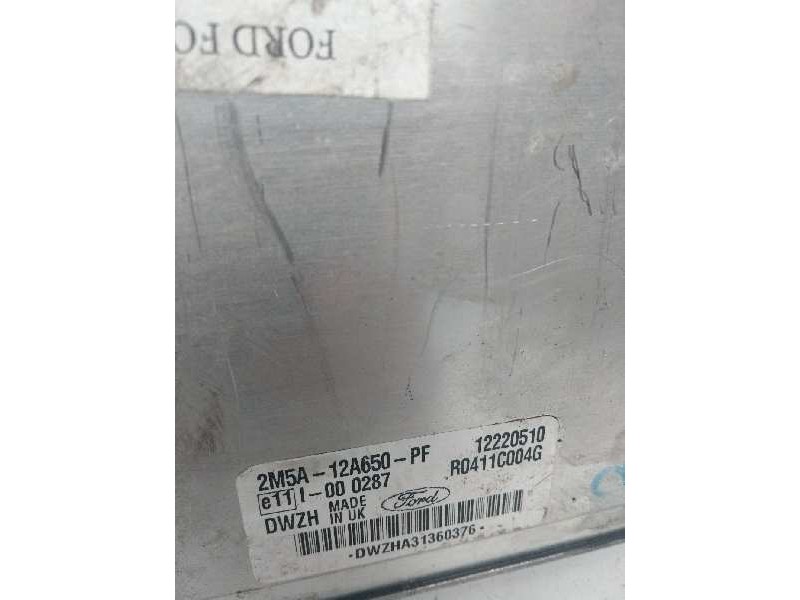 FORD FO
2M5A-12A650-PF 12220510
e11 I-00 0287 R0411C004G
DWZH MADE IN UK Ford
-DWZHA31360376-